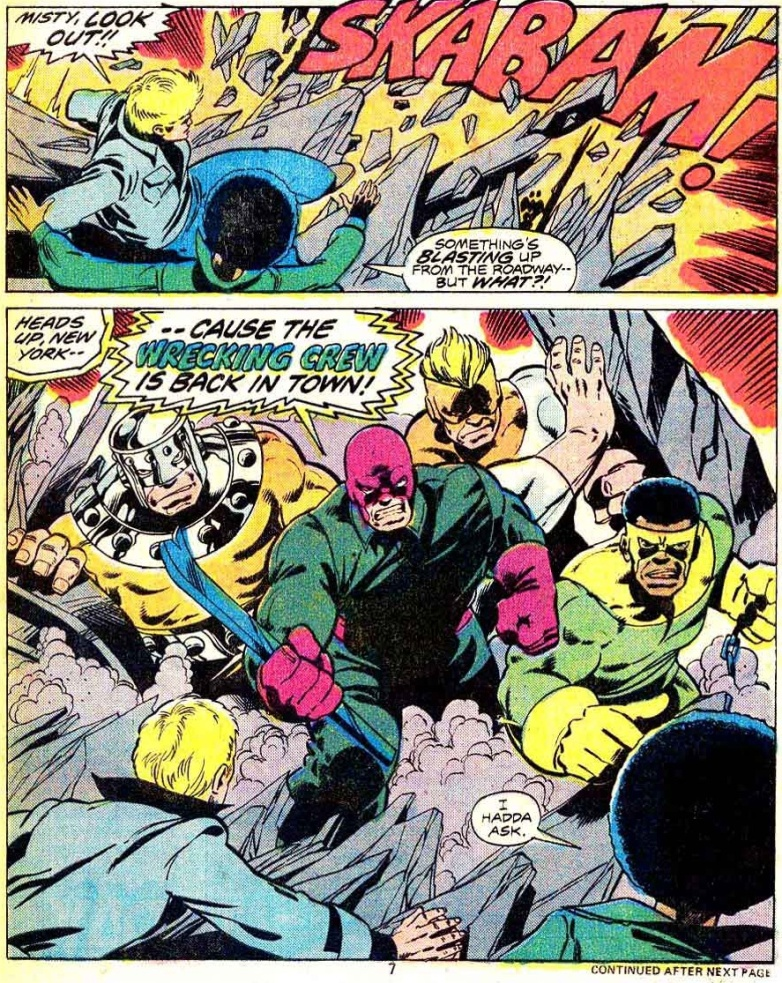 MISTY, LOOK
OUT!!
SKABAM!
SOMETHING'S
BLASTING UP
FROM THE ROADWAY--
BUT WHAT?!
HEADS
UP, NEW
YORK--
--CAUSE THE
WRECKING CREW
IS BACK IN TOWN!
I
HADDA
ASK.
7
CONTINUED AFTER NEXT PAGE